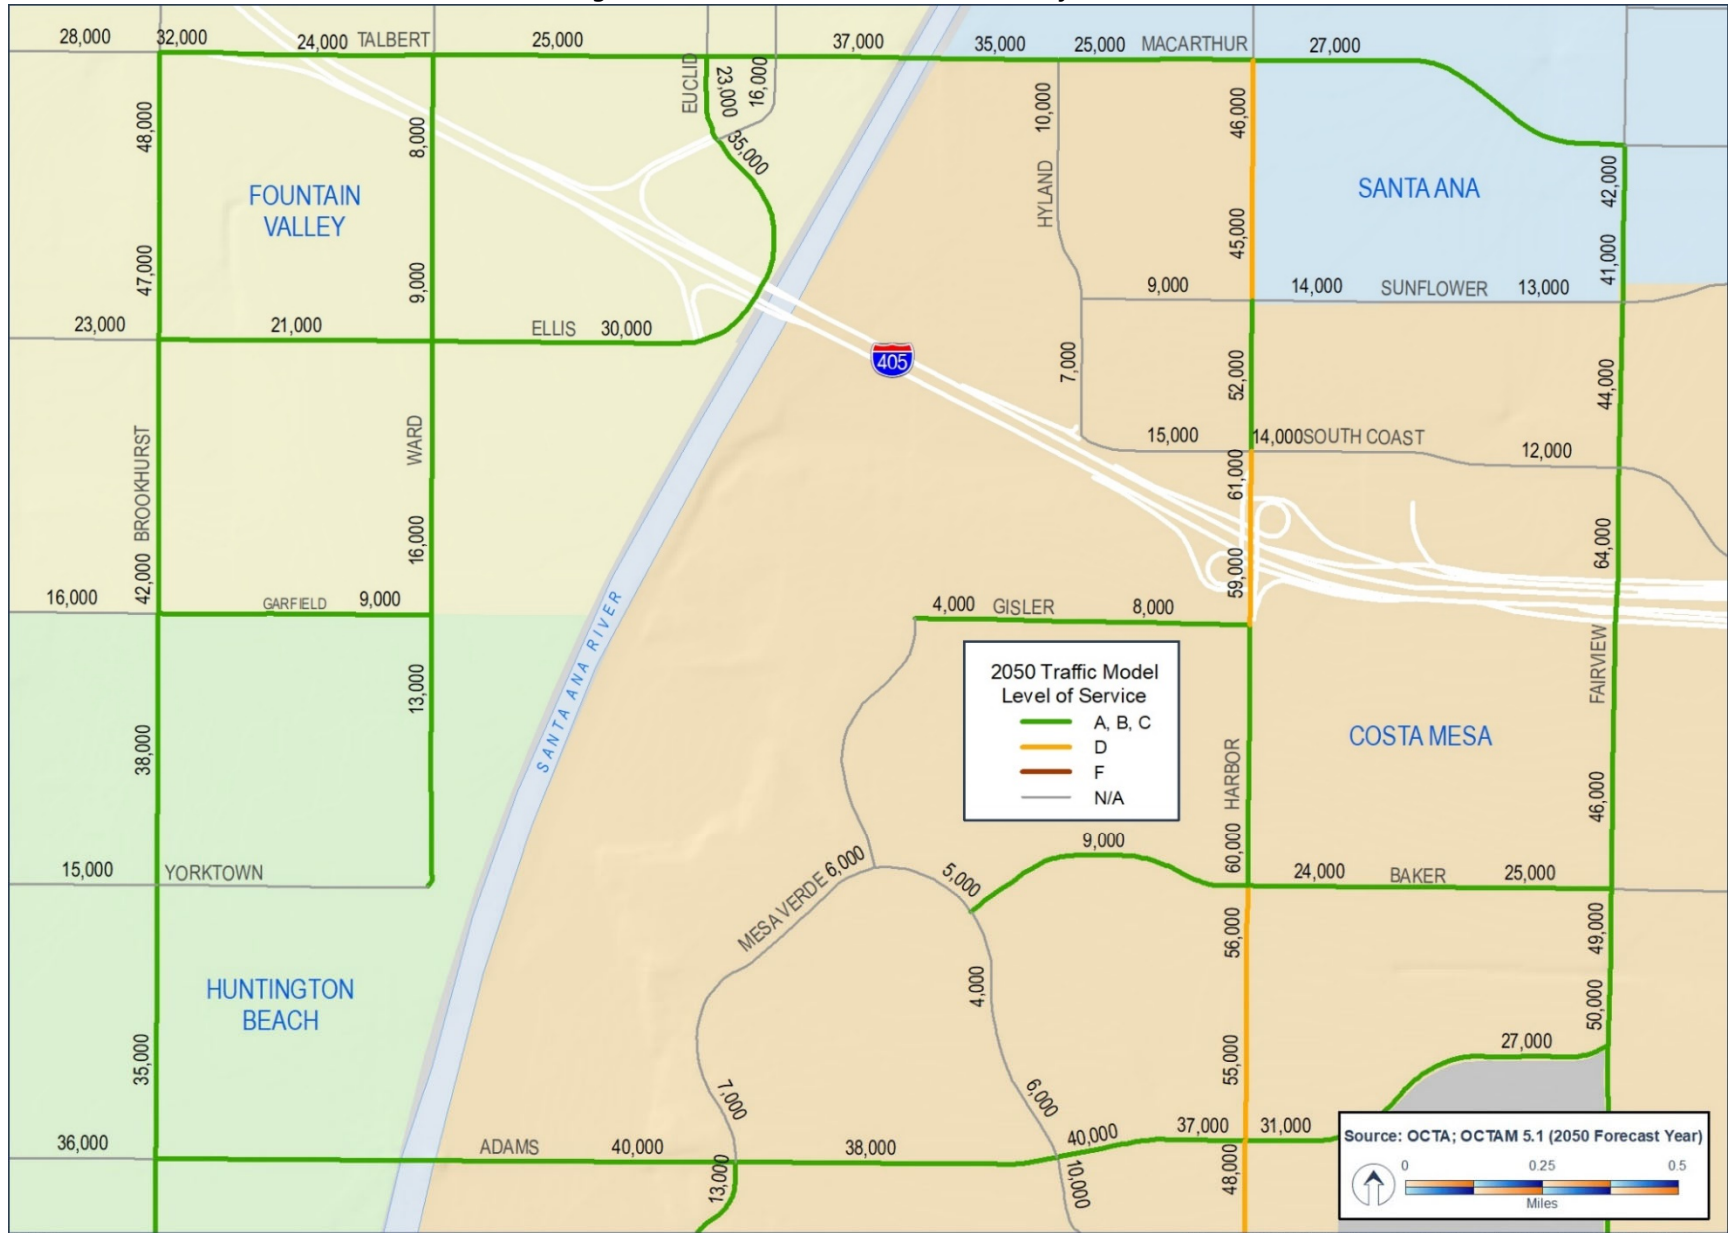 28,000
32,000
24,000
TALBERT
25,000
37,000
35,000
25,000
MACARTHUR
27,000
EUCLID
23,000
16,000
35,000
48,000
8,000
10,000
46,000
FOUNTAIN
VALLEY
SANTA ANA
42,000
HYLAND
45,000
41,000
47,000
9,000
9,000
14,000
SUNFLOWER
13,000
23,000
21,000
ELLIS
30,000
405
7,000
52,000
44,000
BROOKHURST
WARD
15,000
14,000
SOUTH COAST
12,000
61,000
16,000
64,000
42,000
59,000
16,000
GARFIELD
9,000
4,000
GISLER
8,000
SANTA ANA RIVER
13,000
FAIRVIEW
2050 Traffic Model
Level of Service
A, B, C
D
F
N/A
38,000
HARBOR
COSTA MESA
46,000
9,000
60,000
15,000
YORKTOWN
MESA VERDE
6,000
5,000
24,000
BAKER
25,000
56,000
49,000
HUNTINGTON
BEACH
4,000
50,000
35,000
55,000
27,000
7,000
6,000
36,000
ADAMS
40,000
38,000
40,000
37,000
31,000
13,000
10,000
48,000
Source: OCTA; OCTAM 5.1 (2050 Forecast Year)
0
0.25
0.5
Miles